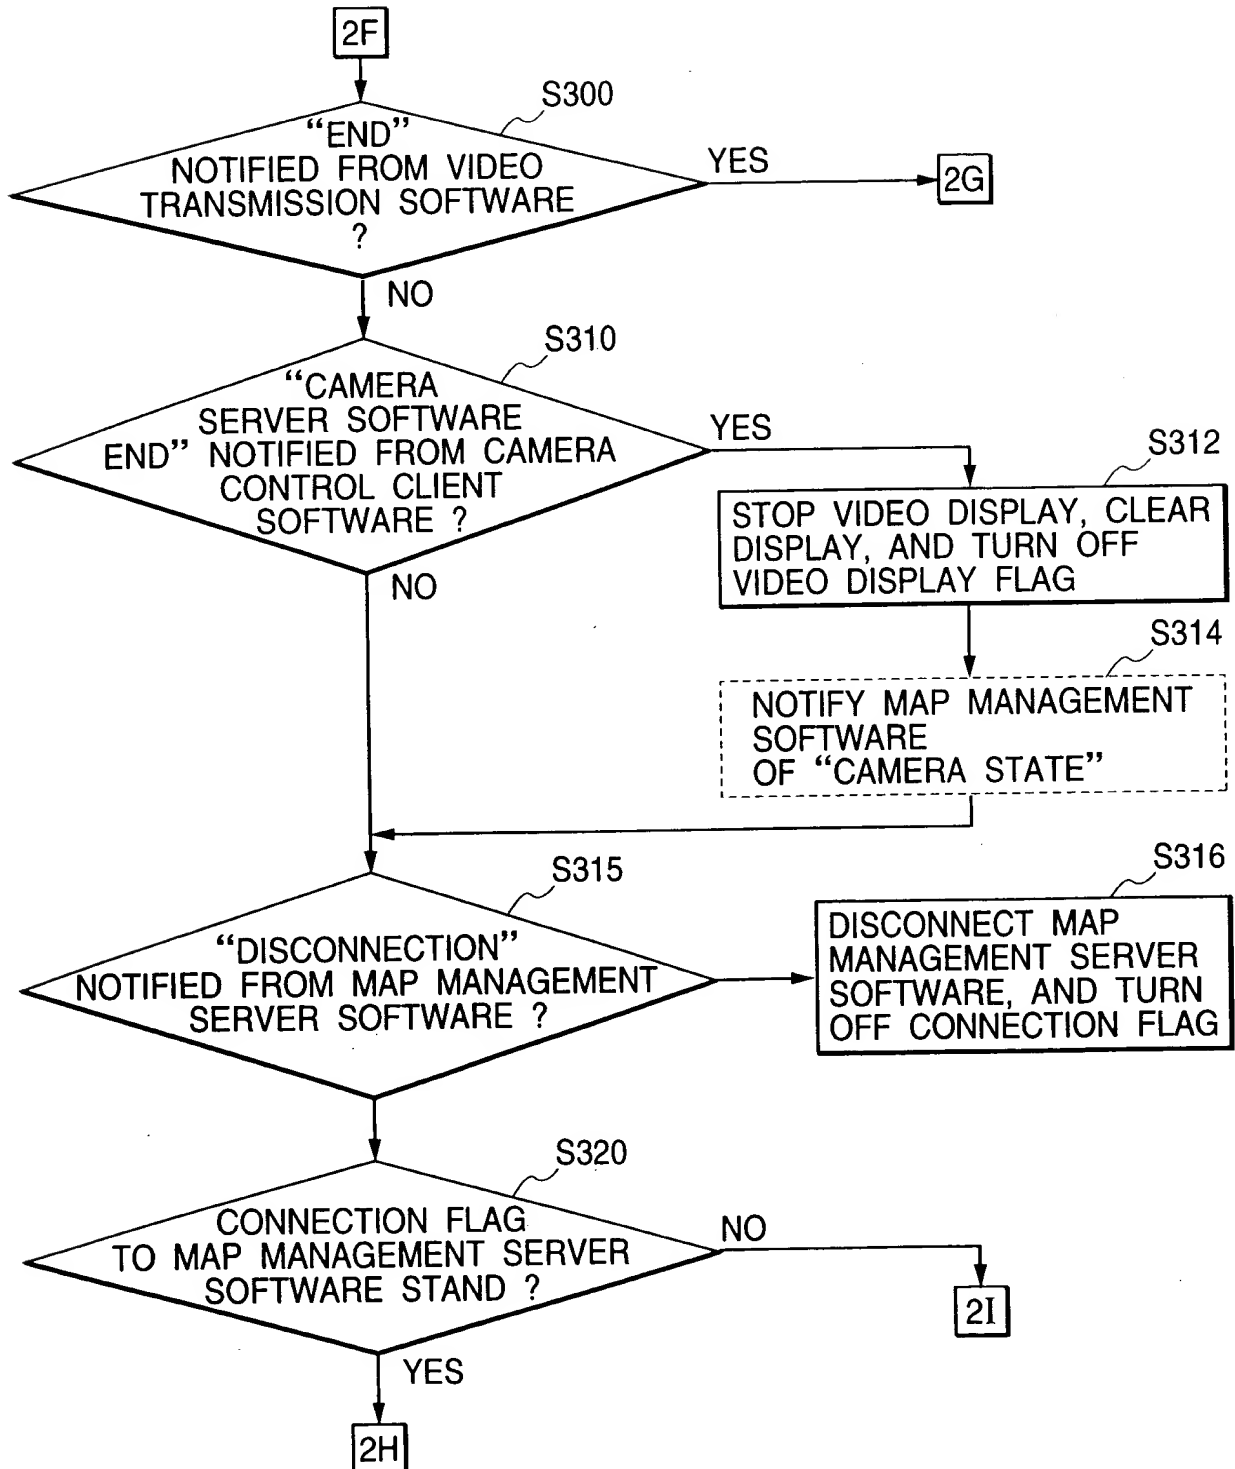 2F
S300
“END”
NOTIFIED FROM VIDEO
TRANSMISSION SOFTWARE
?
YES
2G
NO
S310
“CAMERA
SERVER SOFTWARE
END” NOTIFIED FROM CAMERA
CONTROL CLIENT
SOFTWARE ?
YES
NO
S312
STOP VIDEO DISPLAY, CLEAR
DISPLAY, AND TURN OFF
VIDEO DISPLAY FLAG
S314
NOTIFY MAP MANAGEMENT
SOFTWARE
OF “CAMERA STATE”
S315
“DISCONNECTION”
NOTIFIED FROM MAP MANAGEMENT
SERVER SOFTWARE ?
S316
DISCONNECT MAP
MANAGEMENT SERVER
SOFTWARE, AND TURN
OFF CONNECTION FLAG
S320
CONNECTION FLAG
TO MAP MANAGEMENT SERVER
SOFTWARE STAND ?
NO
2I
YES
2H